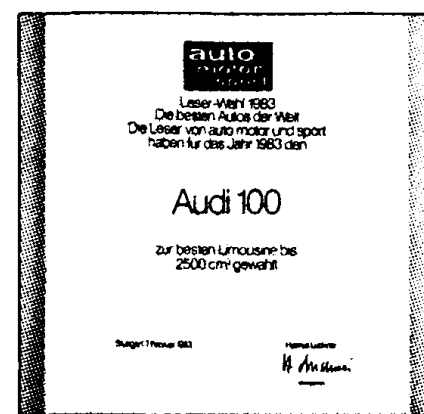 auto
motor
sport
Leser-Wahl 1983
Die besten Autos der Welt
Die Leser von auto motor und sport
haben für das Jahr 1983 den
Audi 100
zur besten Limousine bis
2500 cm³ gewählt
Stuttgart Februar 1983